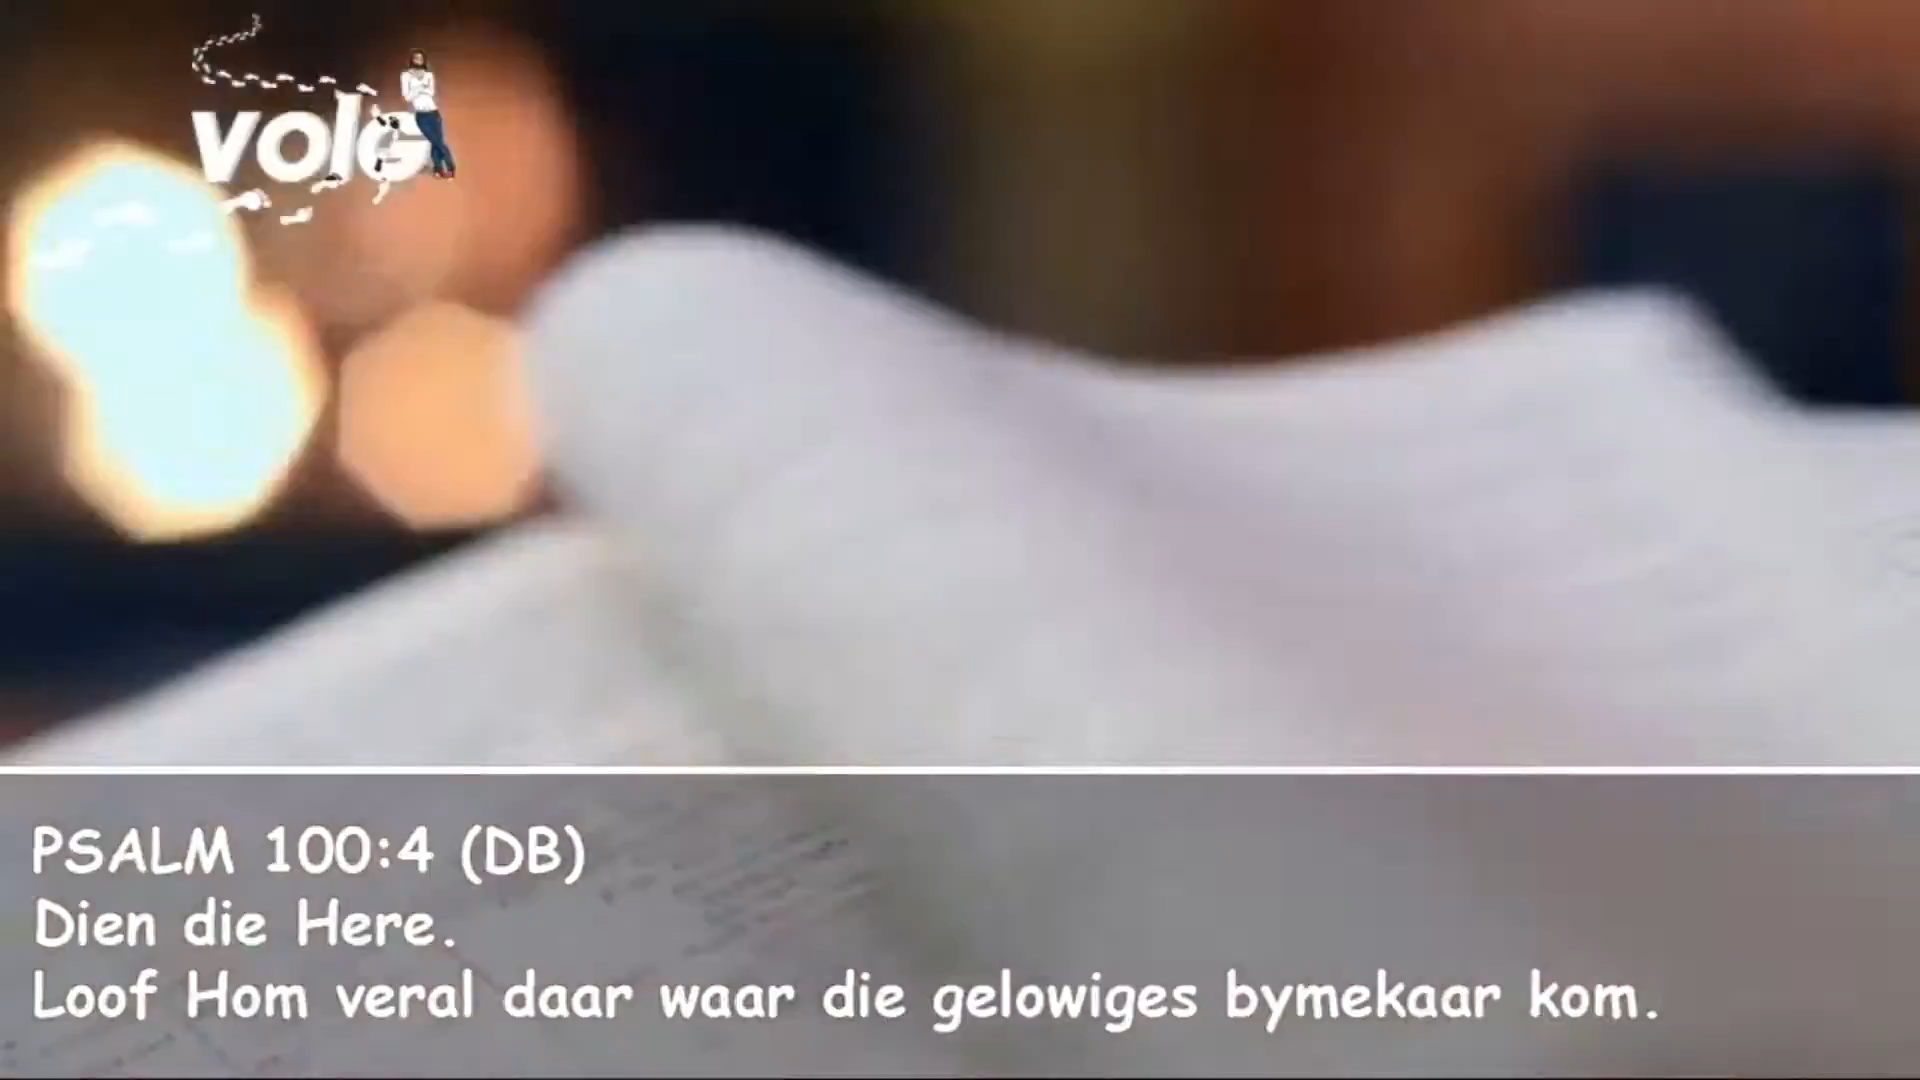 volG
PSALM 100:4 (DB)
Dien die Here.
Loof Hom veral daar waar die gelowiges bymekaar kom.